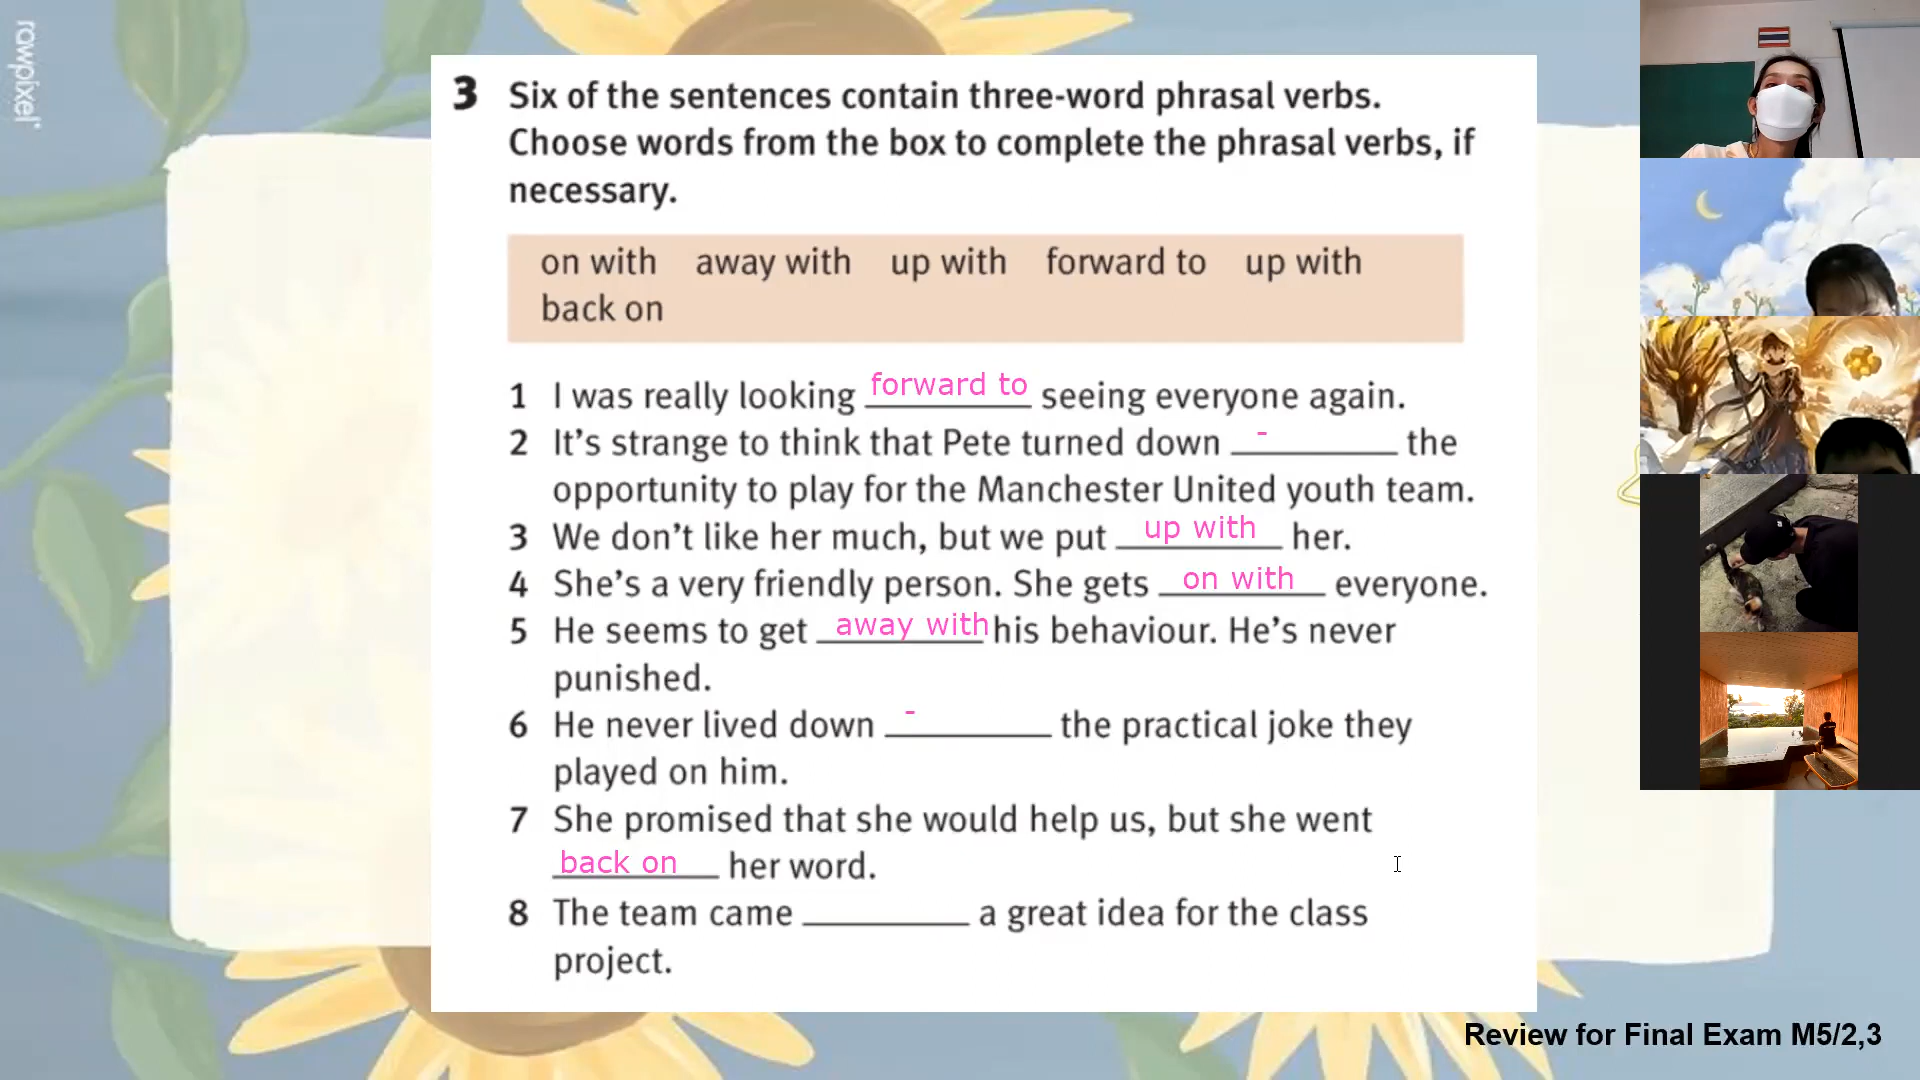 rawpixel
3 Six of the sentences contain three-word phrasal verbs.
Choose words from the box to complete the phrasal verbs, if
necessary.
on with away with up with forward to up with
back on
1 I was really looking forward to seeing everyone again.
2 It’s strange to think that Pete turned down - the
opportunity to play for the Manchester United youth team.
3 We don’t like her much, but we put up with her.
4 She’s a very friendly person. She gets on with everyone.
5 He seems to get away with his behaviour. He’s never
punished.
6 He never lived down - the practical joke they
played on him.
7 She promised that she would help us, but she went
back on her word.
8 The team came __________ a great idea for the class
project.
Review for Final Exam M5/2,3